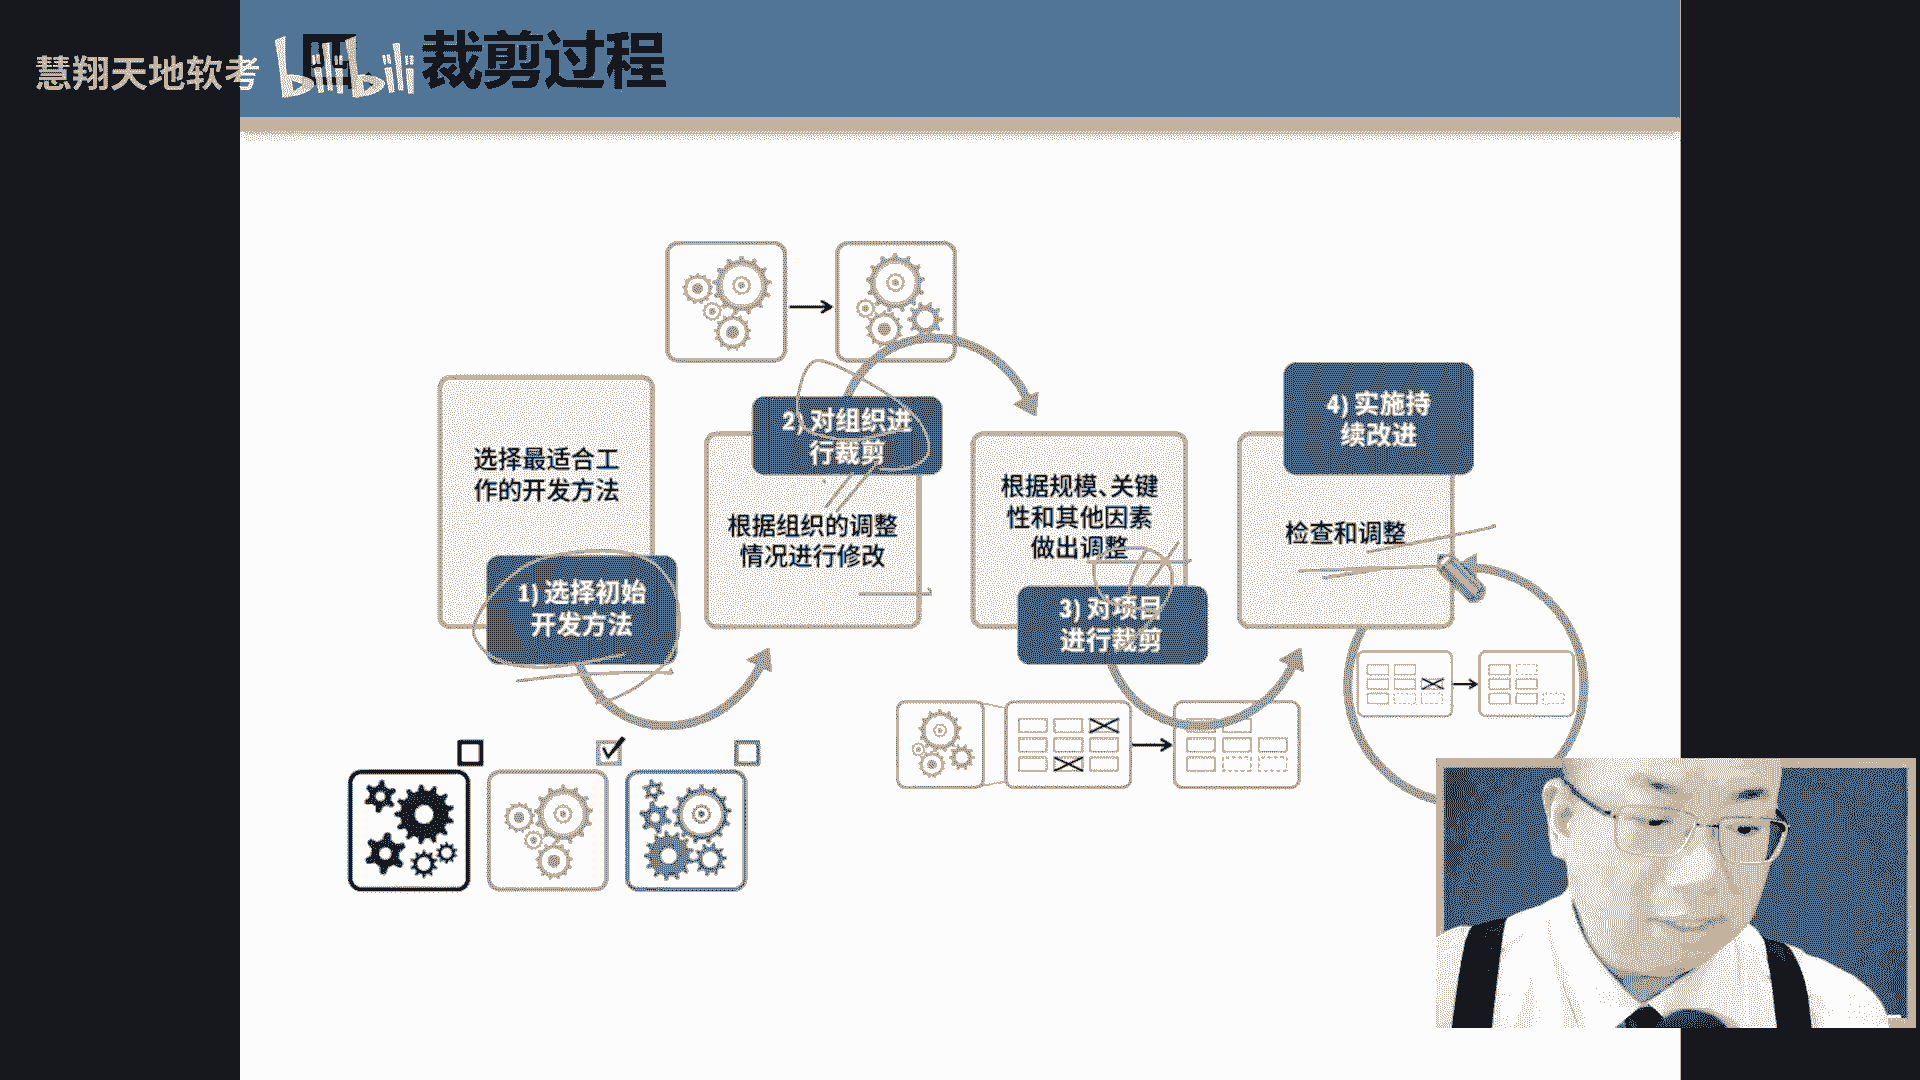 慧翔天地软考
bilibili
裁剪过程
选择最适合工
作的开发方法
1) 选择初始
开发方法
2) 对组织进
行裁剪
根据组织的调整
情况进行修改
根据规模、关键
性和其他因素
做出调整
3) 对项目
进行裁剪
4) 实施持
续改进
检查和调整